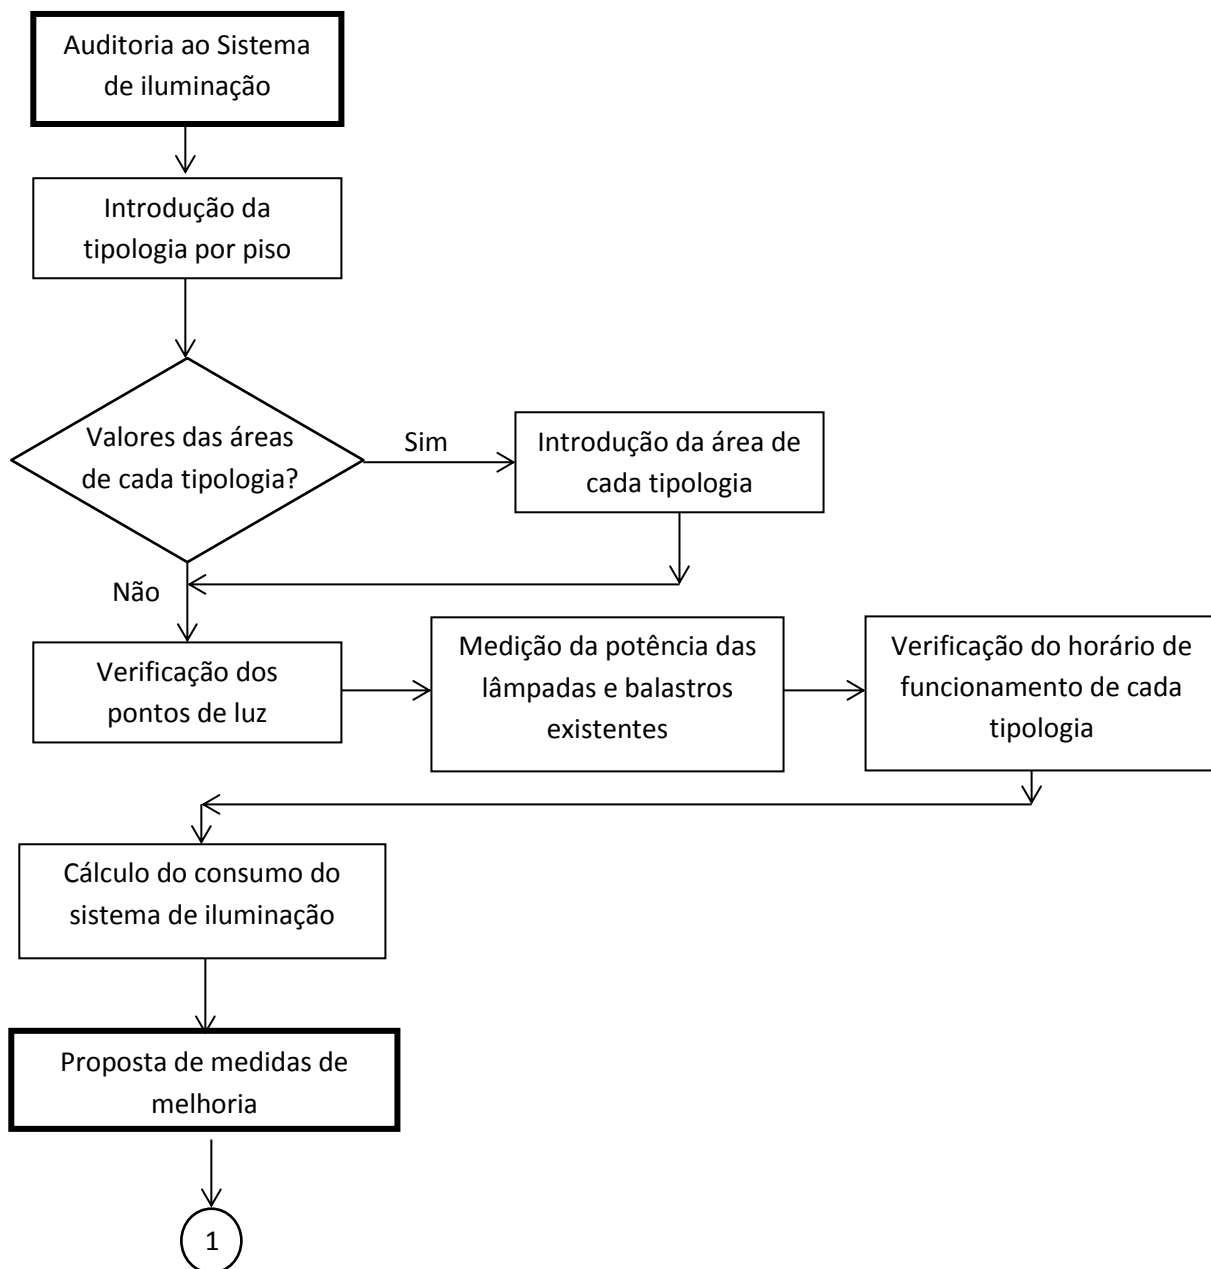 Auditoria ao Sistema
de iluminação
Introdução da
tipologia por piso
Valores das áreas
de cada tipologia?
Sim
Introdução da área de
cada tipologia
Não
Verificação dos
pontos de luz
Medição da potência das
lâmpadas e balastros
existentes
Verificação do horário de
funcionamento de cada
tipologia
Cálculo do consumo do
sistema de iluminação
Proposta de medidas de
melhoria
1